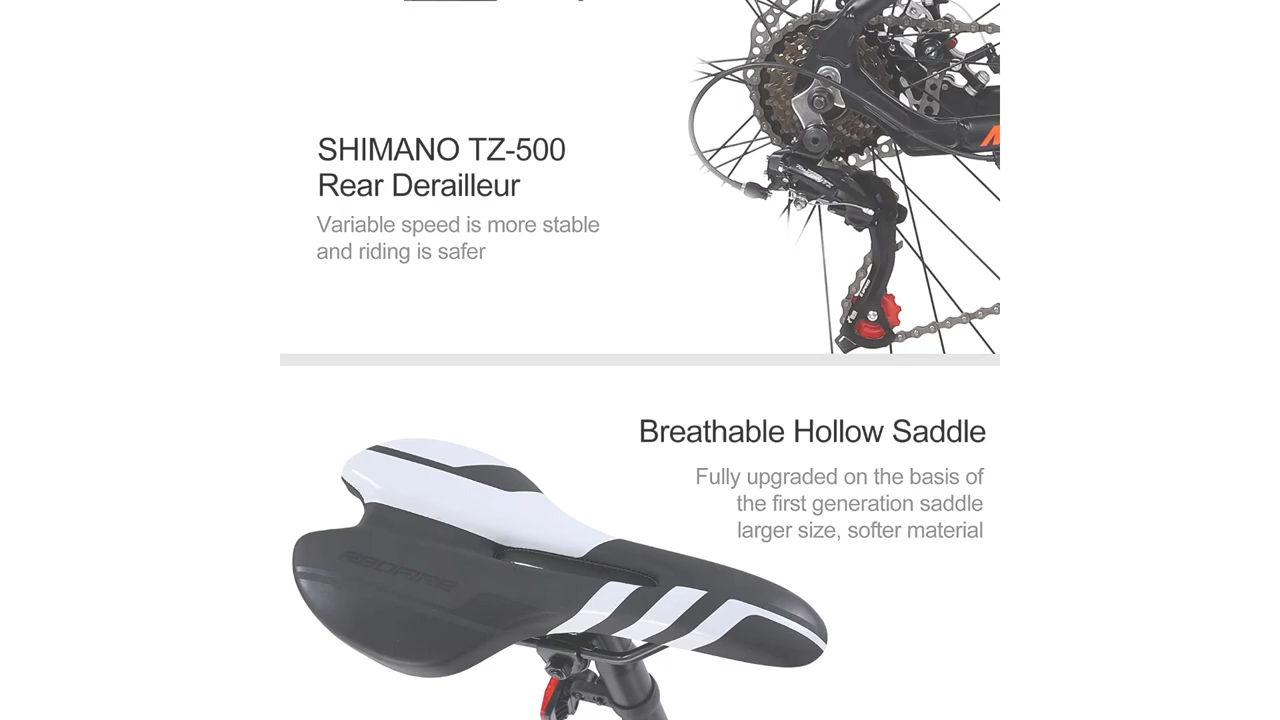 SHIMANO TZ-500
Rear Derailleur
Variable speed is more stable
and riding is safer
Breathable Hollow Saddle
Fully upgraded on the basis of
the first generation saddle
larger size, softer material
REDFIRE